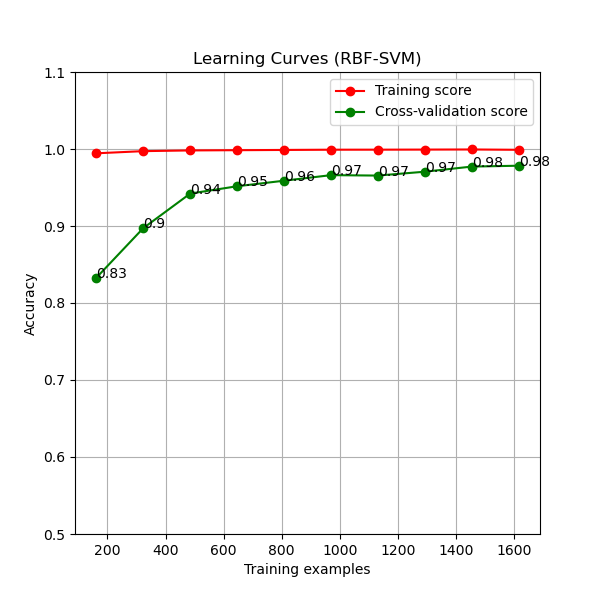 Learning Curves (RBF-SVM)
Training score
Cross-validation score
1.1
1.0
0.9
0.8
0.7
0.6
0.5
Accuracy
0.83
0.9
0.94
0.95
0.96
0.97
0.97
0.97
0.98
0.98
200 400 600 800 1000 1200 1400 1600
Training examples